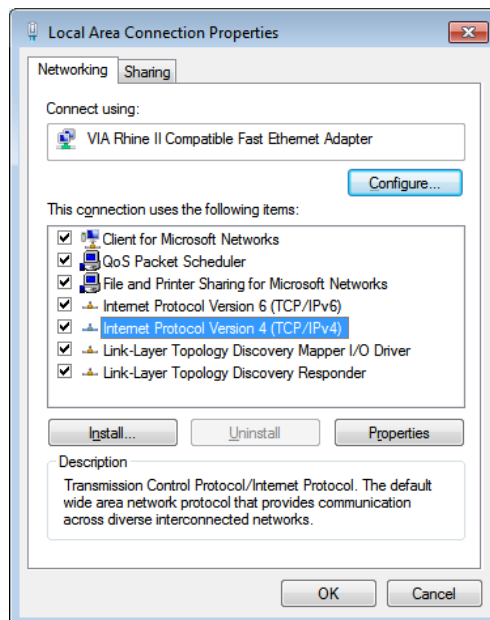 Local Area Connection Properties
Networking
Sharing
Connect using:
VIA Rhine II Compatible Fast Ethernet Adapter
Configure...
This connection uses the following items:
Client for Microsoft Networks
QoS Packet Scheduler
File and Printer Sharing for Microsoft Networks
Internet Protocol Version 6 (TCP/IPv6)
Internet Protocol Version 4 (TCP/IPv4)
Link-Layer Topology Discovery Mapper I/O Driver
Link-Layer Topology Discovery Responder
Install...
Uninstall
Properties
Description
Transmission Control Protocol/Internet Protocol. The default
wide area network protocol that provides communication
across diverse interconnected networks.
OK
Cancel